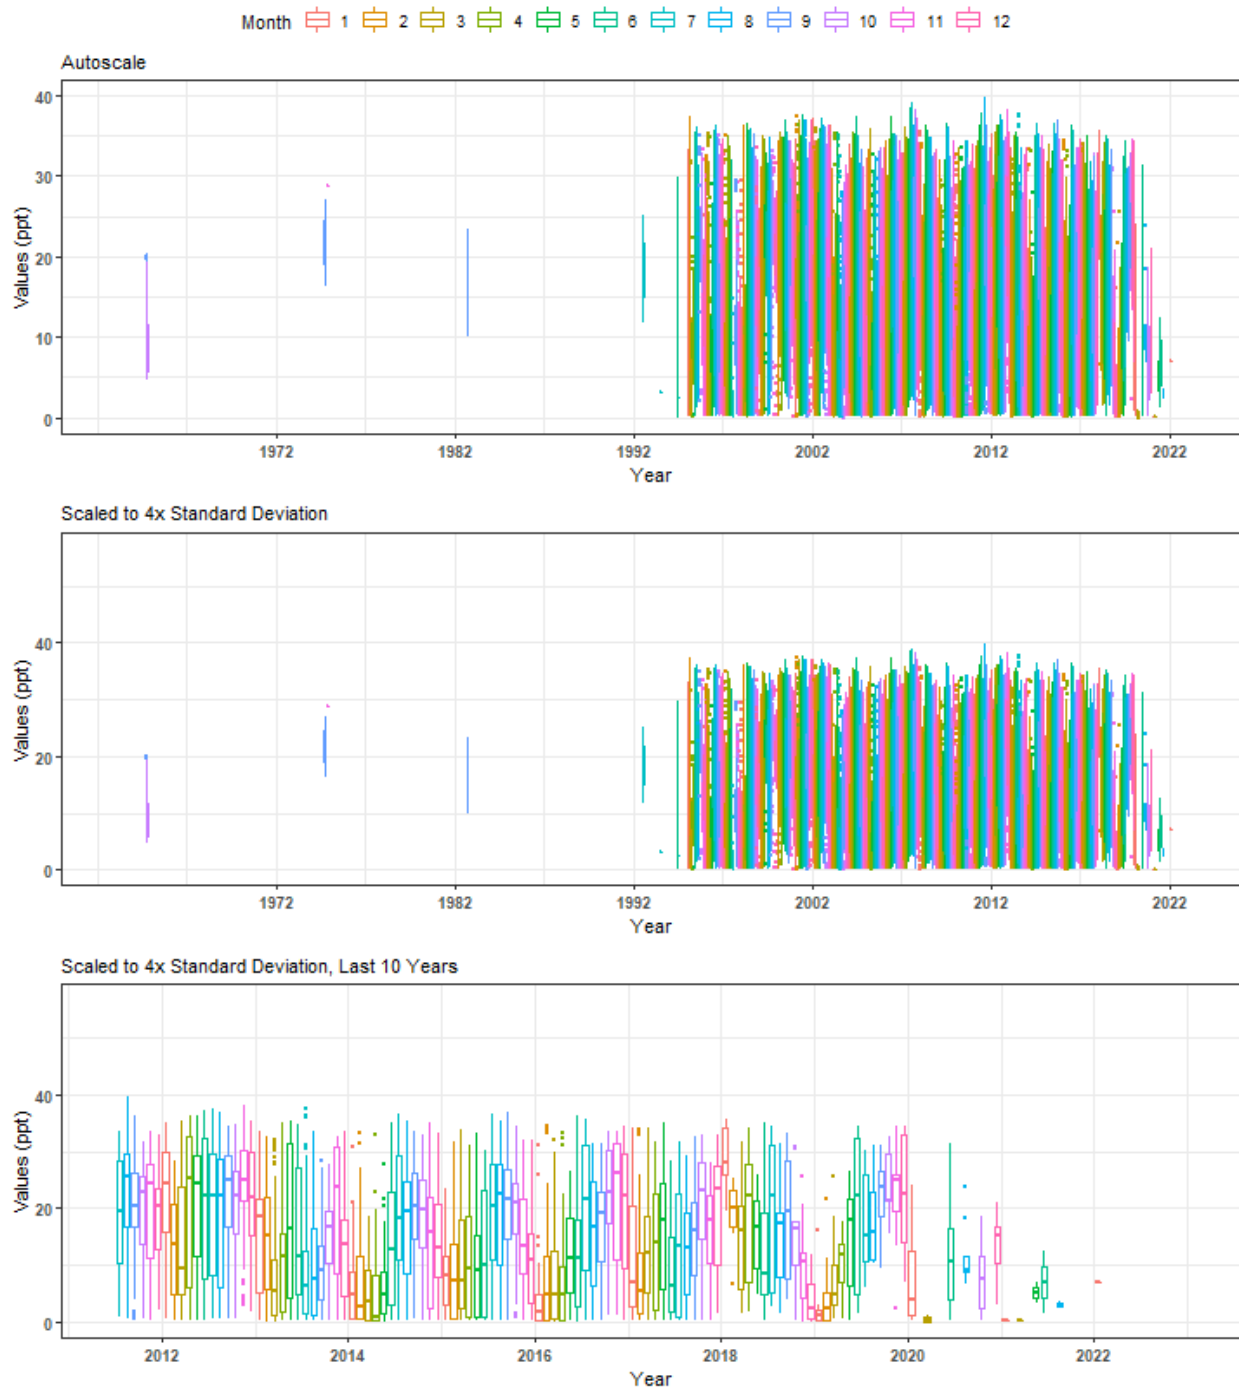 Month 1 2 3 4 5 6 7 8 9 10 11 12
Autoscale
40
30
20
10
0
Values (ppt)
1972 1982 1992 2002 2012 2022
Year
Scaled to 4x Standard Deviation
40
20
0
Values (ppt)
1972 1982 1992 2002 2012 2022
Year
Scaled to 4x Standard Deviation, Last 10 Years
40
20
0
Values (ppt)
2012 2014 2016 2018 2020 2022
Year